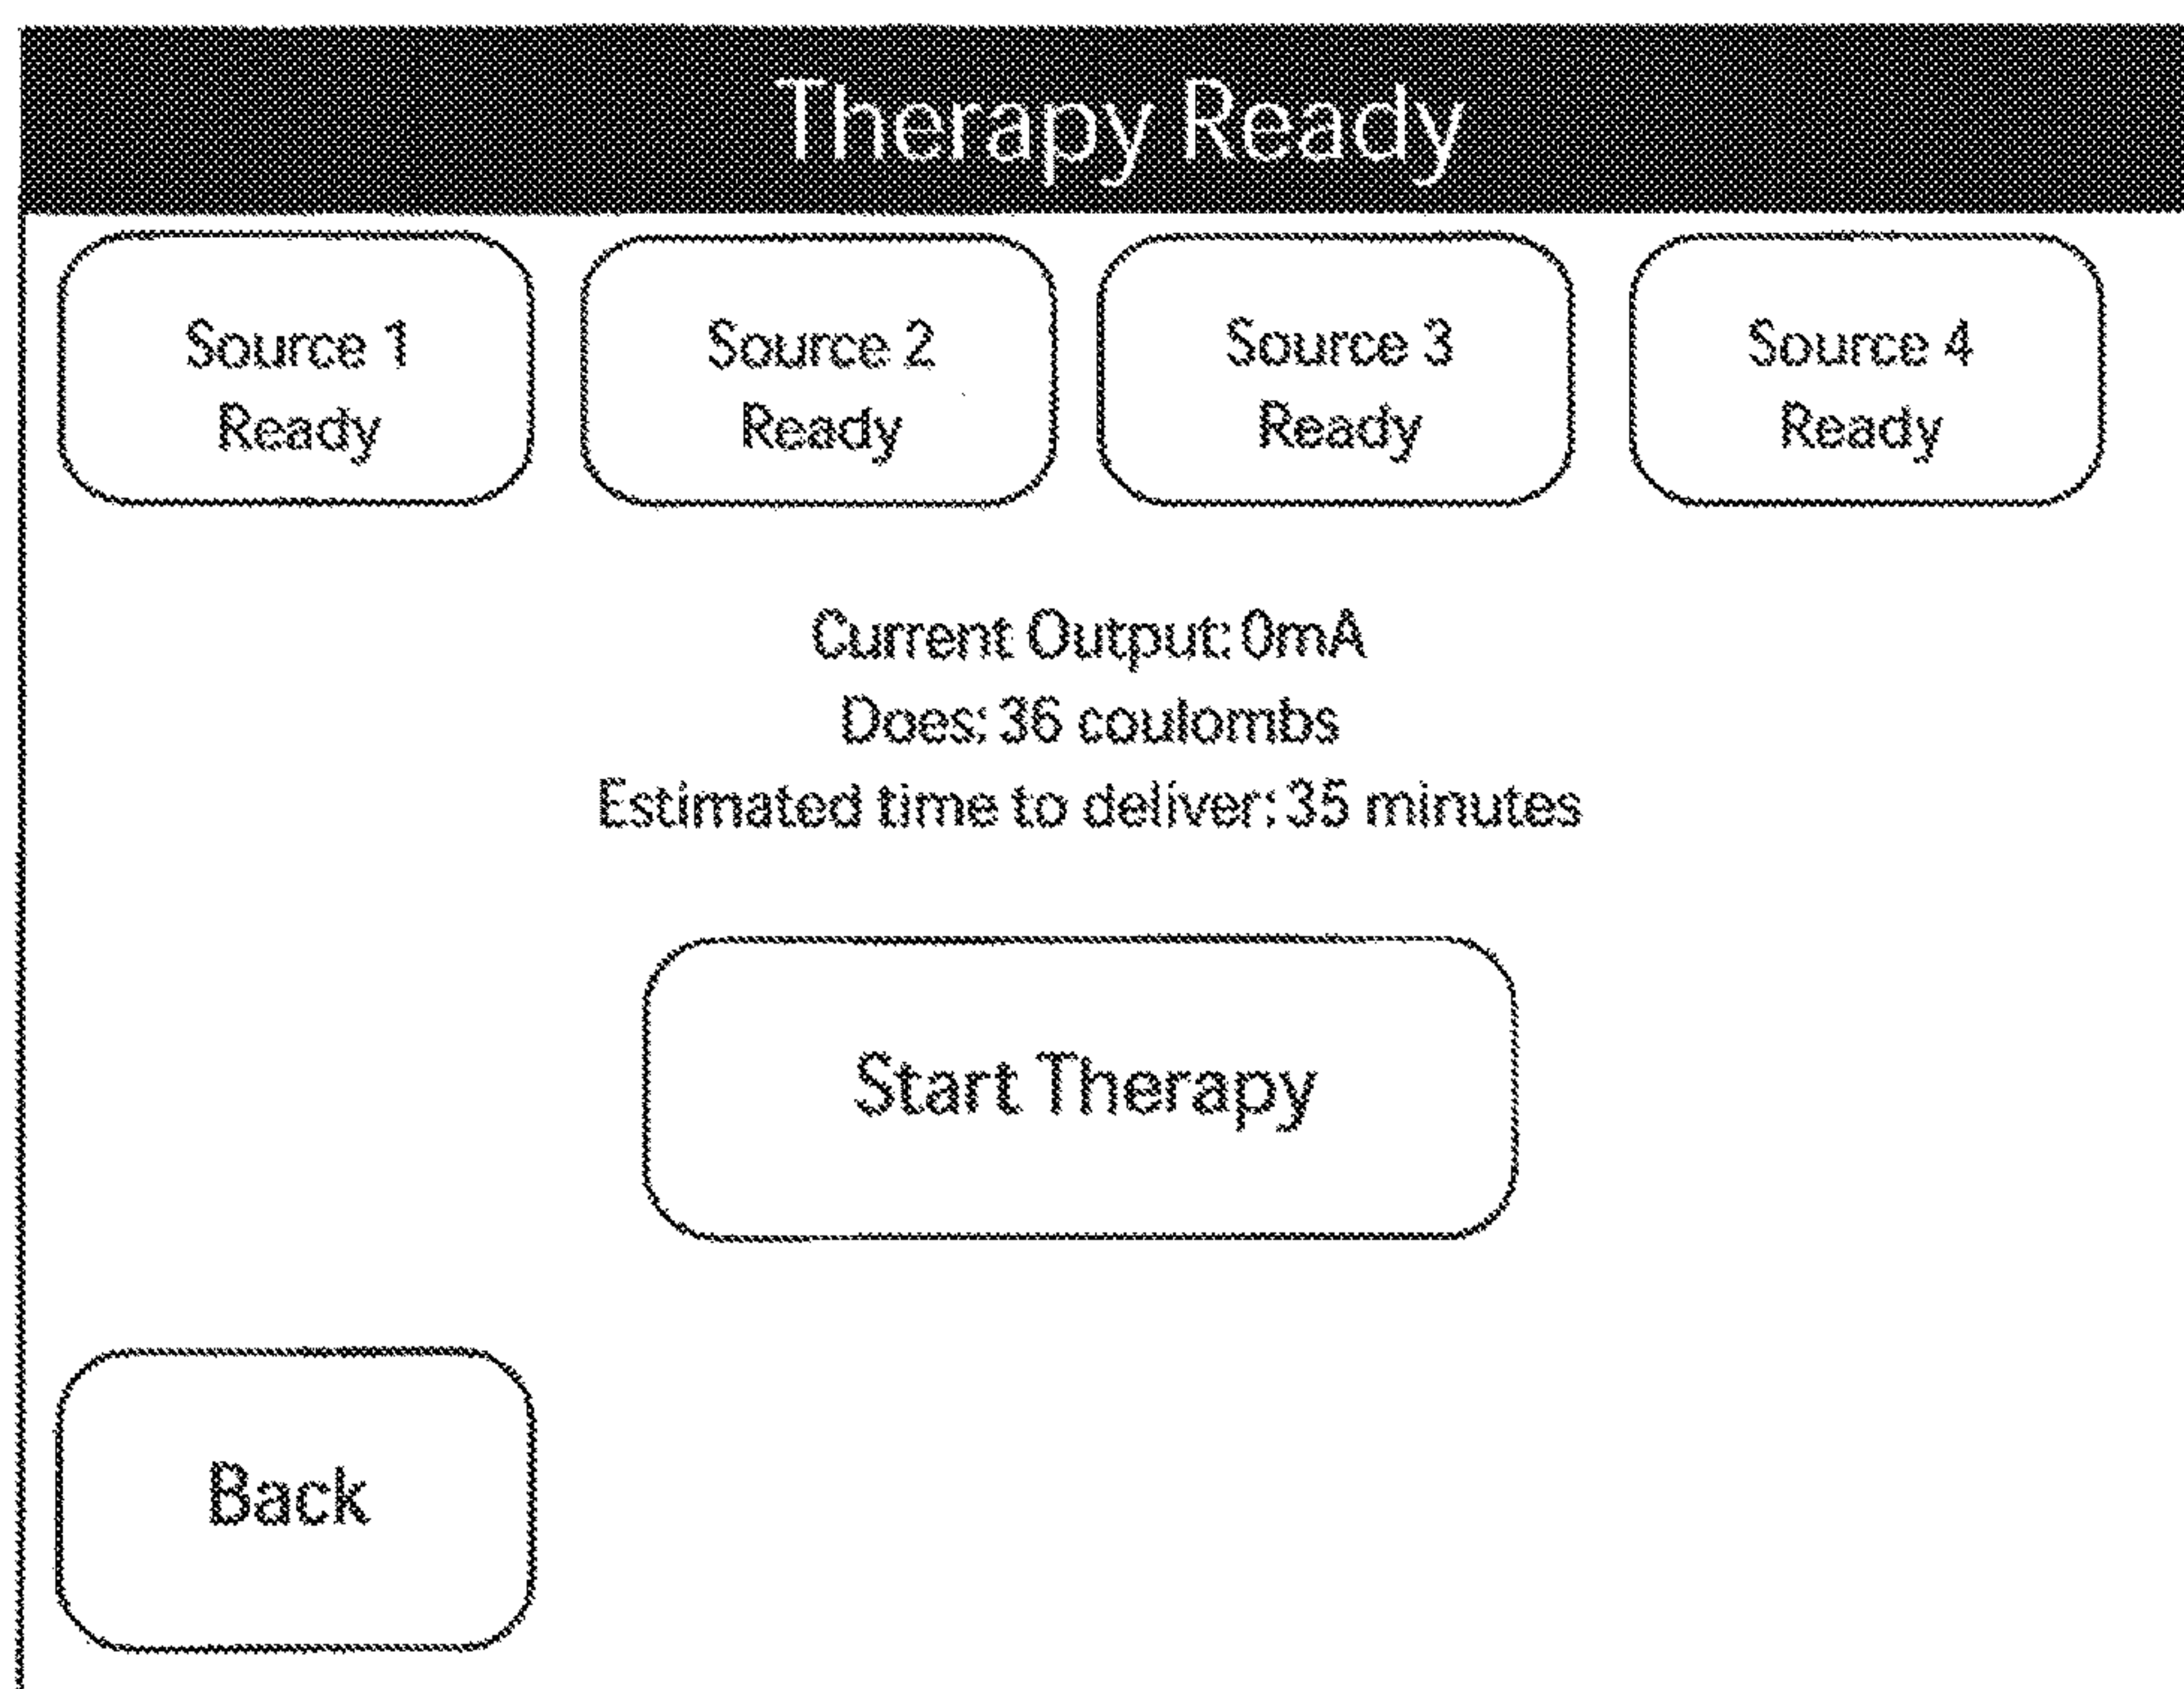 Therapy Ready
Source 1
Ready
Source 2
Ready
Source 3
Ready
Source 4
Ready
Current Output: 0mA
Does: 36 coulombs
Estimated time to deliver: 35 minutes
Start Therapy
Back